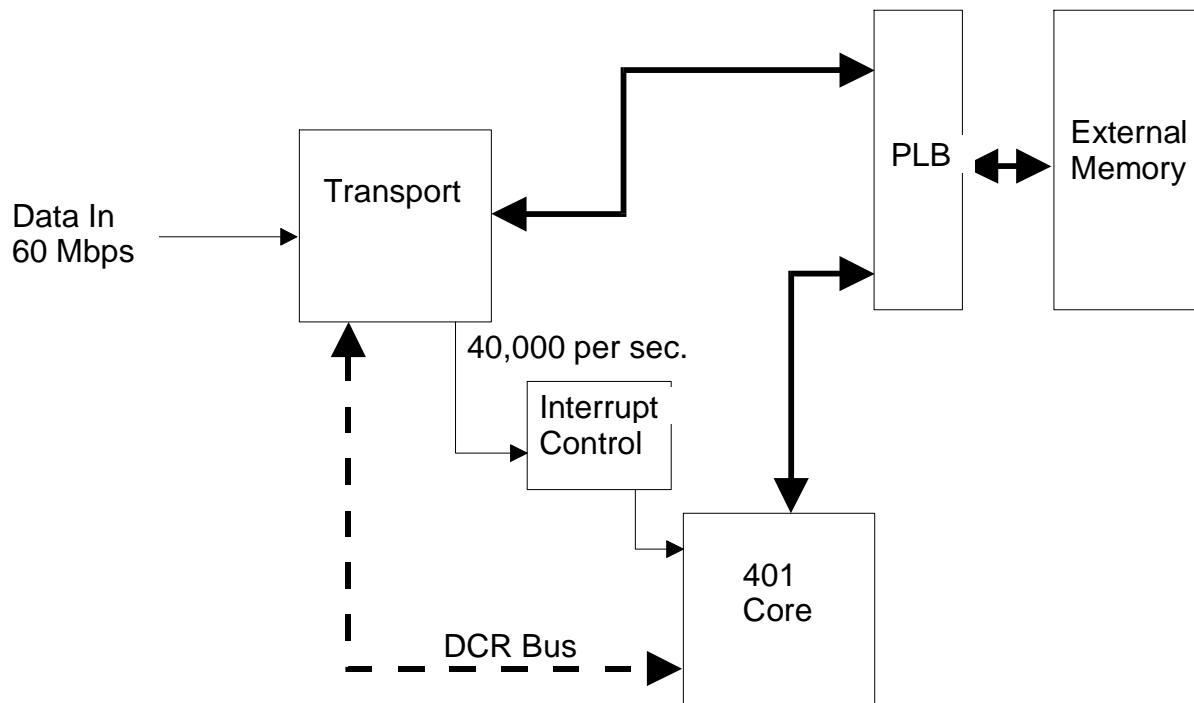 Transport
Data In
60 Mbps
PLB
External
Memory
40,000 per sec.
Interrupt
Control
401
Core
DCR Bus